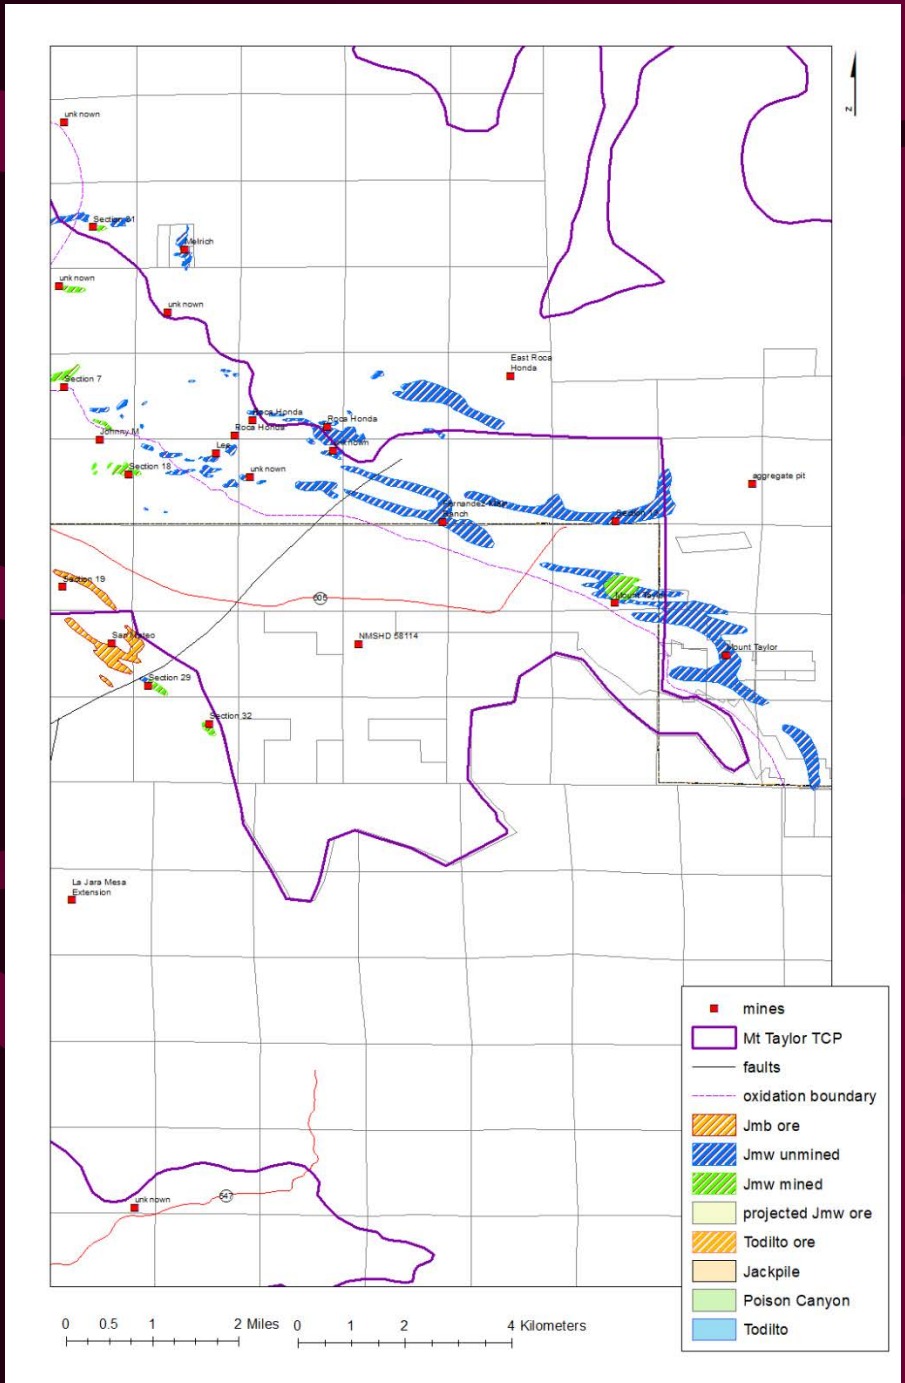 unknown
N
Section 31
Melrich
unknown
unknown
East Roca
Honda
Section 7
Roca Honda
Roca Honda
Johnny M
Roca Honda
Lee
unknown
Section 18
unknown
aggregate pit
Ranch
Section 19
605
Mount Taylor
San Mateo
NMSHD 58114
Mount Taylor
Section 29
Section 32
La Jara Mesa
Extension
unknown
547
mines
Mt Taylor TCP
faults
oxidation boundary
Jmb ore
Jmw unmined
Jmw mined
projected Jmw ore
Todilto ore
Jackpile
Poison Canyon
Todilto
0 0.5 1 2 Miles
0 1 2 4 Kilometers